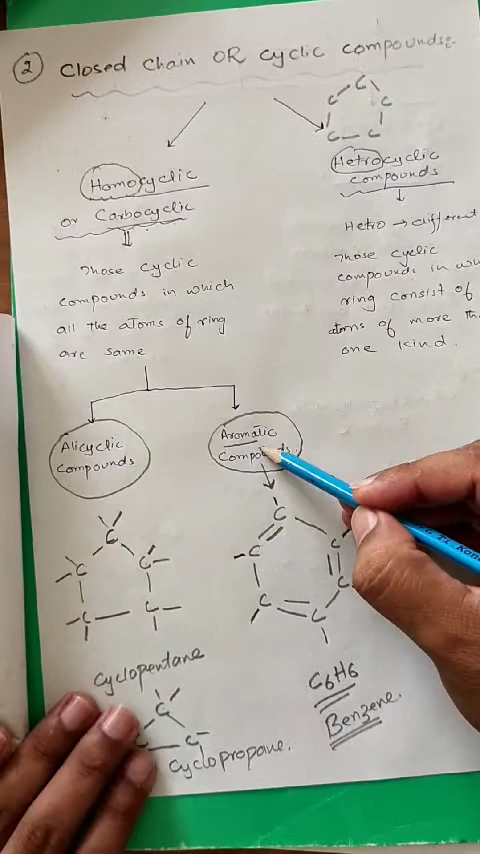 2 Closed chain OR cyclic compounds:-
C
C C
C C
Homocyclic
or Carbocyclic
Those cyclic
compounds in which
all the atoms of ring
are same
Hetrocyclic
compounds
Hetro → different
Those cyclic
compounds in
ring consist of
atoms of more
one kind.
Alicyclic
Compounds
Aromatic
Compounds.
C
C C
C C
cyclopentane
C
C C
cyclopropane.
C
C C
C C
C
C6H6
Benzene.